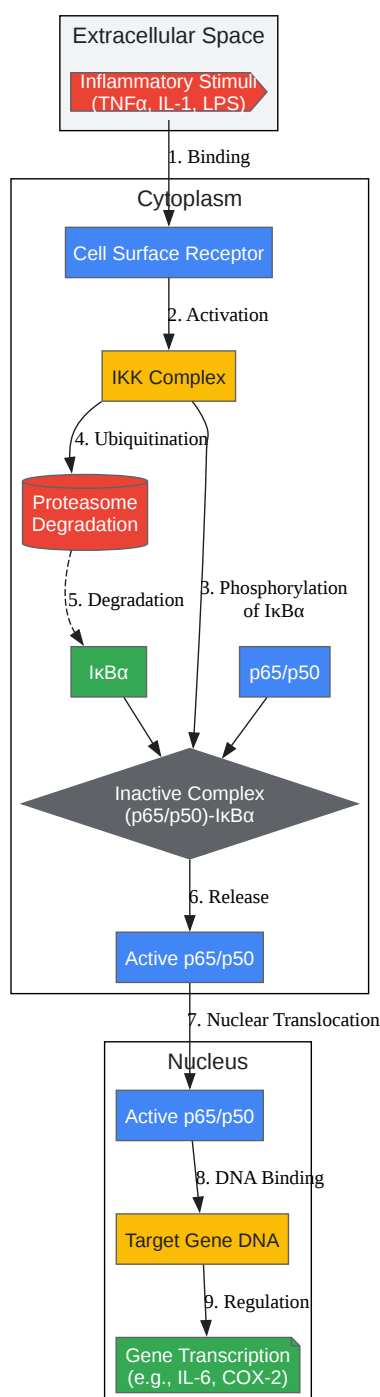 Extracellular Space
Inflammatory Stimuli
(TNFα, IL-1, LPS)
1. Binding
Cytoplasm
Cell Surface Receptor
2. Activation
IKK Complex
4. Ubiquitination
Proteasome
Degradation
3. Phosphorylation
of IκBα
5. Degradation
IκBα
p65/p50
Inactive Complex
(p65/p50)-IκBα
6. Release
Active p65/p50
7. Nuclear Translocation
Nucleus
Active p65/p50
8. DNA Binding
Target Gene DNA
9. Regulation
Gene Transcription
(e.g., IL-6, COX-2)